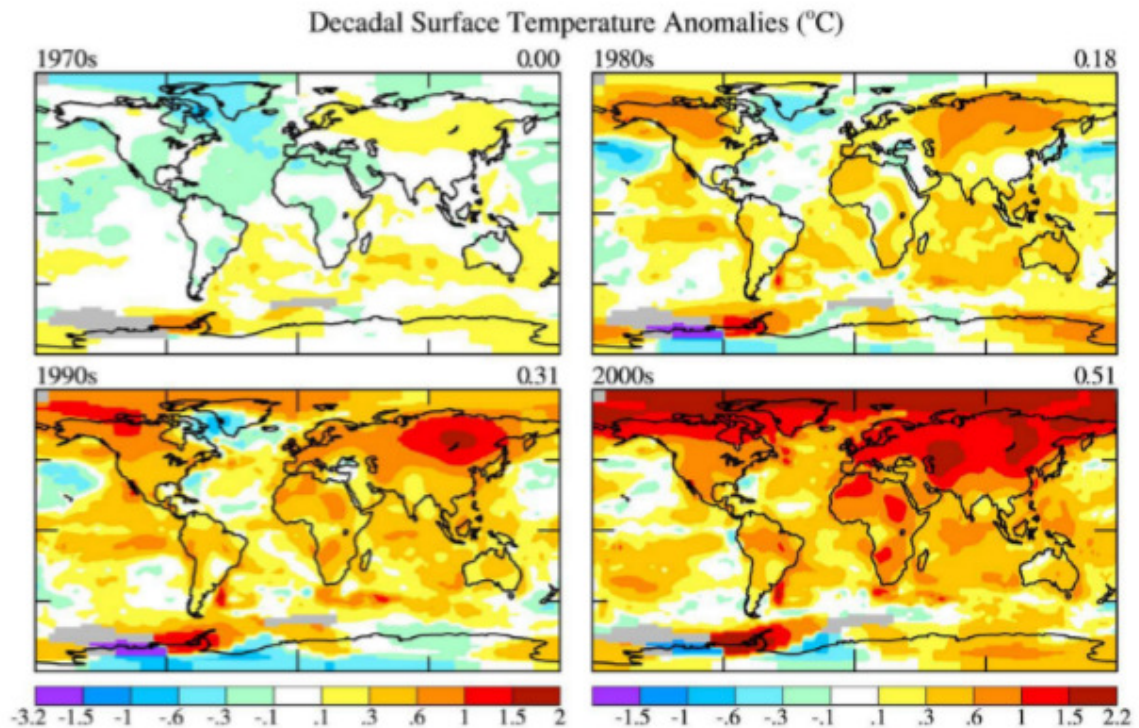 Decadal Surface Temperature Anomalies (°C)
1970s 0.00
1980s 0.18
1990s 0.31
2000s 0.51
-3.2 -1.5 -1 -.6 -.3 -.1 .1 .3 .6 1 1.5 2
-1.5 -1 -.6 -.3 -.1 .1 .3 .6 1 1.5 2.2